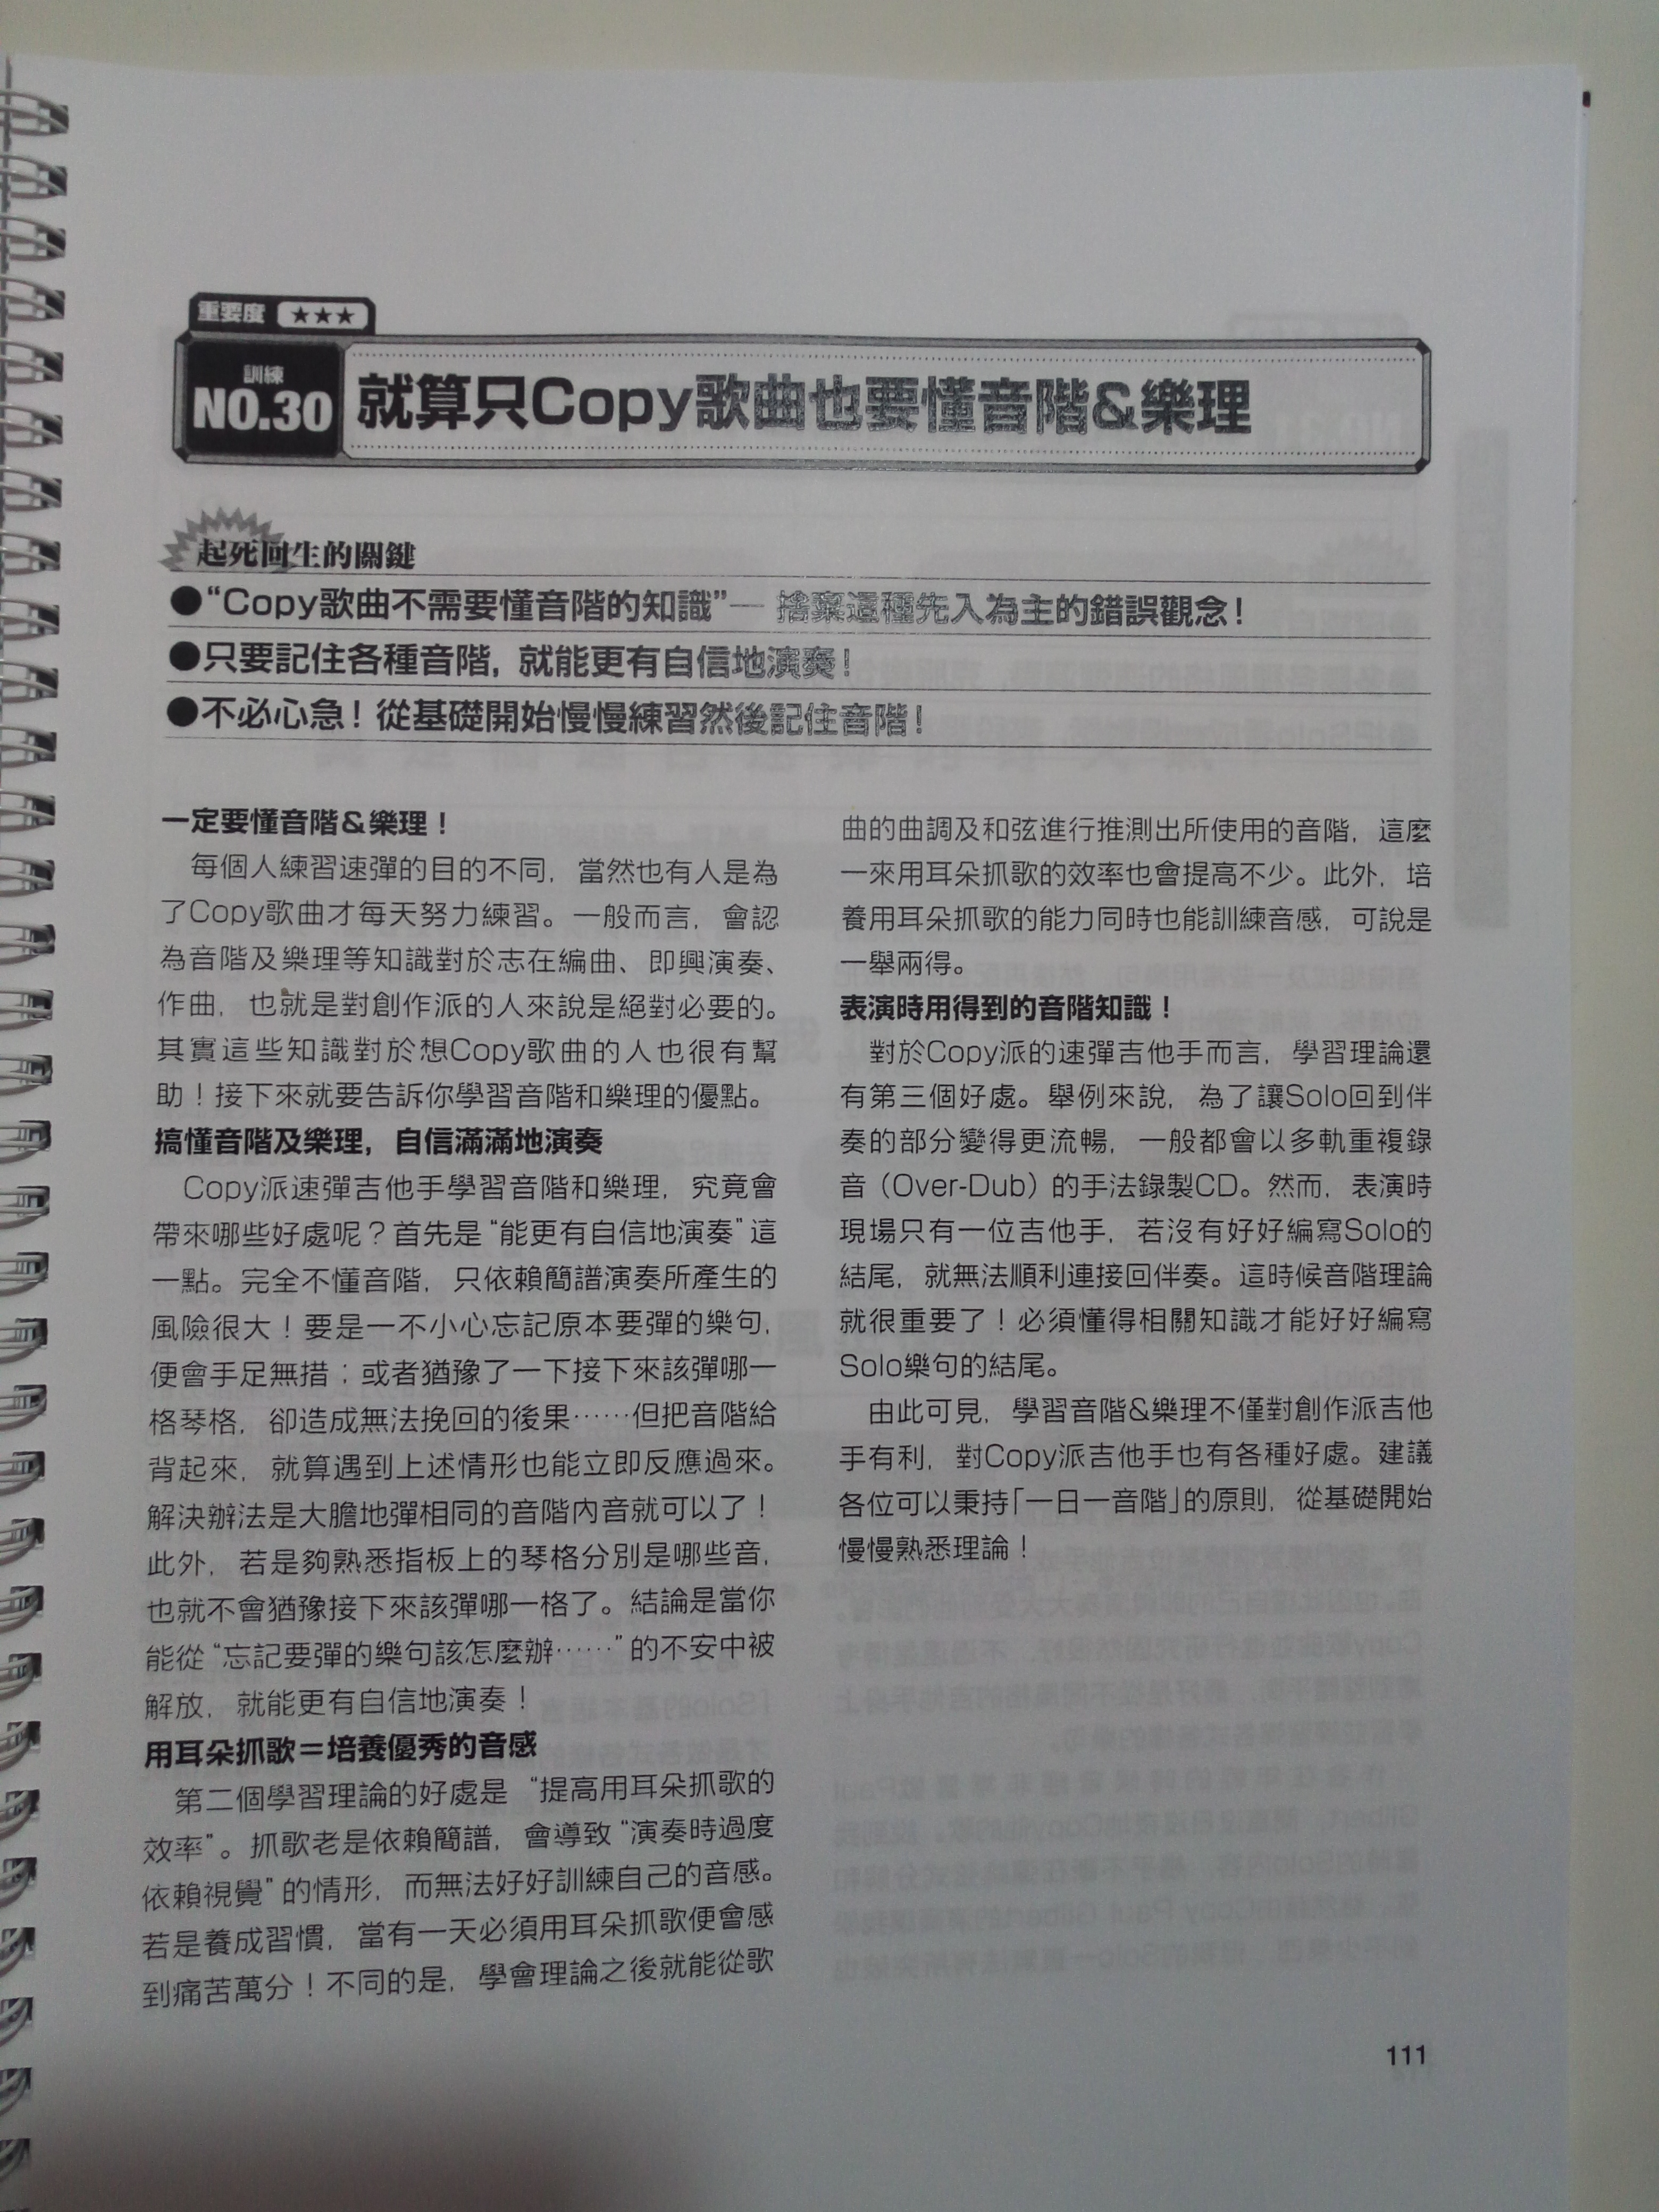 重要度 ★★★
訓練
NO.30
就算只Copy歌曲也要懂音階&樂理
起死回生的關鍵
●“Copy歌曲不需要懂音階的知識”─ 捨棄這種先入為主的錯誤觀念！
●只要記住各種音階，就能更有自信地演奏！
●不必心急！從基礎開始慢慢練習然後記住音階！
一定要懂音階＆樂理！
每個人練習速彈的目的不同，當然也有人是為
了Copy歌曲才每天努力練習。一般而言，會認
為音階及樂理等知識對於志在編曲、即興演奏、
作曲，也就是對創作派的人來說是絕對必要的。
其實這些知識對於想Copy歌曲的人也很有幫
助！接下來就要告訴你學習音階和樂理的優點。
搞懂音階及樂理，自信滿滿地演奏
Copy派速彈吉他手學習音階和樂理，究竟會
帶來哪些好處呢？首先是“能更有自信地演奏”這
一點。完全不懂音階，只依賴簡譜演奏所產生的
風險很大！要是一不小心忘記原本要彈的樂句，
便會手足無措；或者猶豫了一下接下來該彈哪一
格琴格，卻造成無法挽回的後果……但把音階給
背起來，就算遇到上述情形也能立即反應過來。
解決辦法是大膽地彈相同的音階內音就可以了！
此外，若是夠熟悉指板上的琴格分別是哪些音，
也就不會猶豫接下來該彈哪一格了。結論是當你
能從“忘記要彈的樂句該怎麼辦……”的不安中被
解放，就能更有自信地演奏！
用耳朵抓歌＝培養優秀的音感
第二個學習理論的好處是“提高用耳朵抓歌的
效率”。抓歌老是依賴簡譜，會導致“演奏時過度
依賴視覺”的情形，而無法好好訓練自己的音感。
若是養成習慣，當有一天必須用耳朵抓歌便會感
到痛苦萬分！不同的是，學會理論之後就能從歌
曲的曲調及和弦進行推測出所使用的音階，這麼
一來用耳朵抓歌的效率也會提高不少。此外，培
養用耳朵抓歌的能力同時也能訓練音感，可說是
一舉兩得。
表演時用得到的音階知識！
對於Copy派的速彈吉他手而言，學習理論還
有第三個好處。舉例來說，為了讓Solo回到伴
奏的部分變得更流暢，一般都會以多軌重複錄
音（Over-Dub）的手法錄製CD。然而，表演時
現場只有一位吉他手，若沒有好好編寫Solo的
結尾，就無法順利連接回伴奏。這時候音階理論
就很重要了！必須懂得相關知識才能好好編寫
Solo樂句的結尾。
由此可見，學習音階&樂理不僅對創作派吉他
手有利，對Copy派吉他手也有各種好處。建議
各位可以秉持「一日一音階」的原則，從基礎開始
慢慢熟悉理論！
111